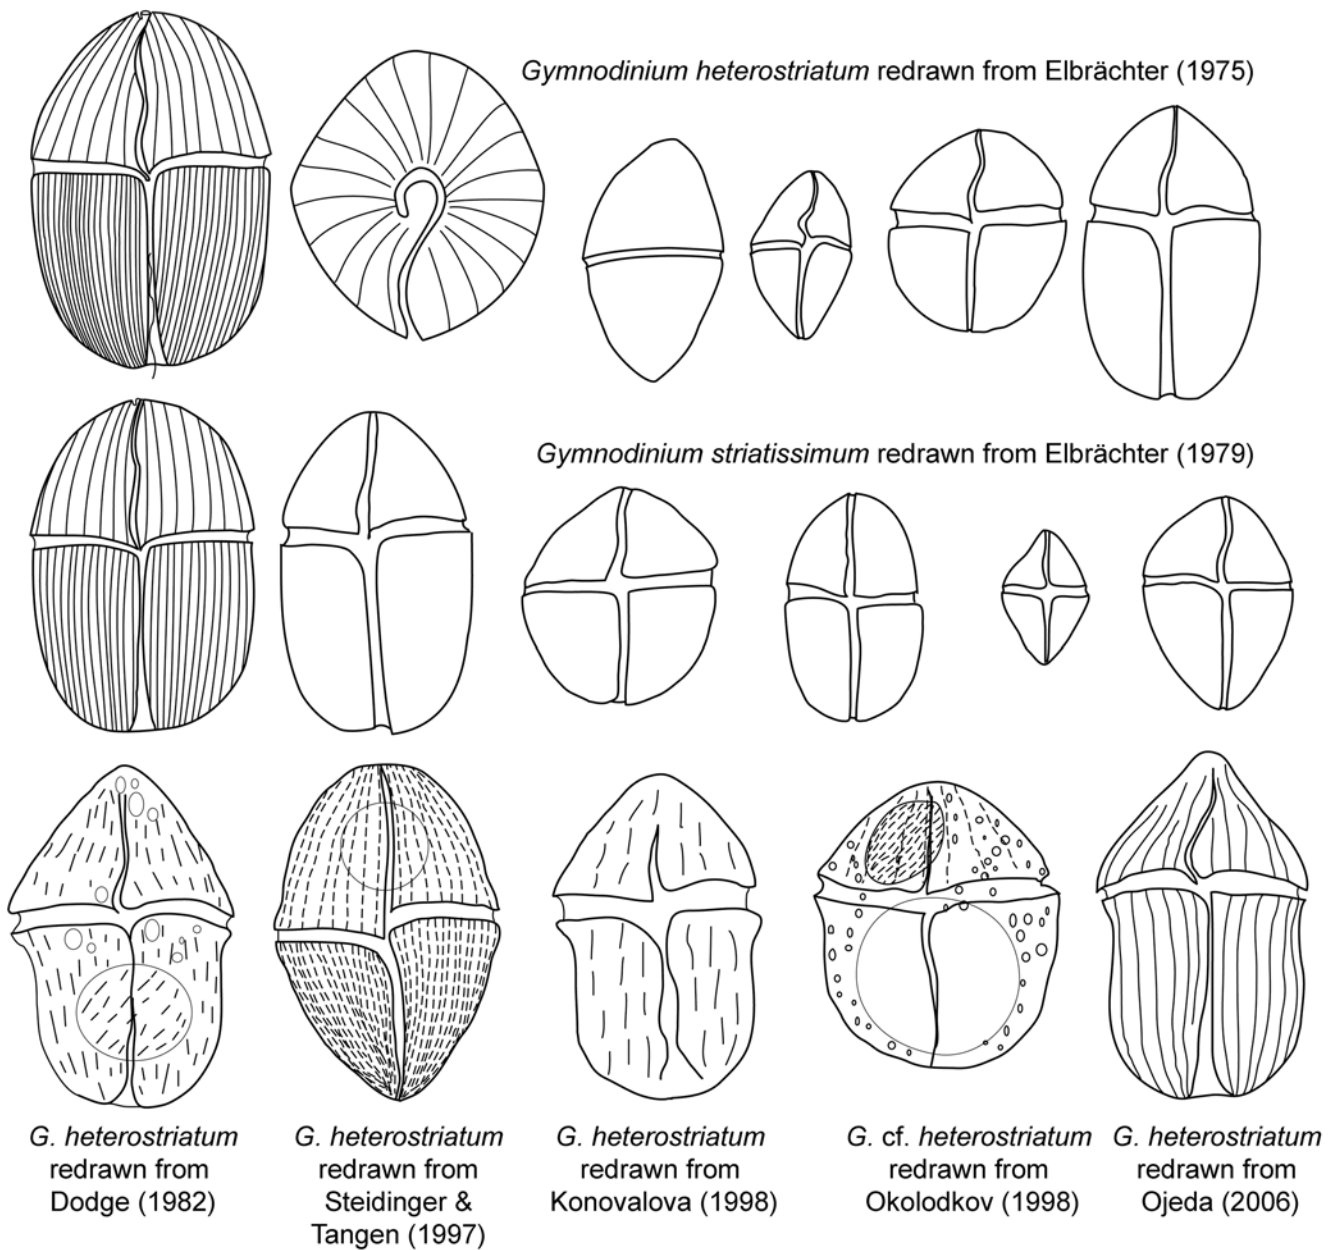 Gymnodinium heterostriatum redrawn from Elbrächter (1975)
Gymnodinium striatissimum redrawn from Elbrächter (1979)
G. heterostriatum
redrawn from
Dodge (1982)
G. heterostriatum
redrawn from
Steidinger &
Tangen (1997)
G. heterostriatum
redrawn from
Konovalova (1998)
G. cf. heterostriatum
redrawn from
Okolodkov (1998)
G. heterostriatum
redrawn from
Ojeda (2006)